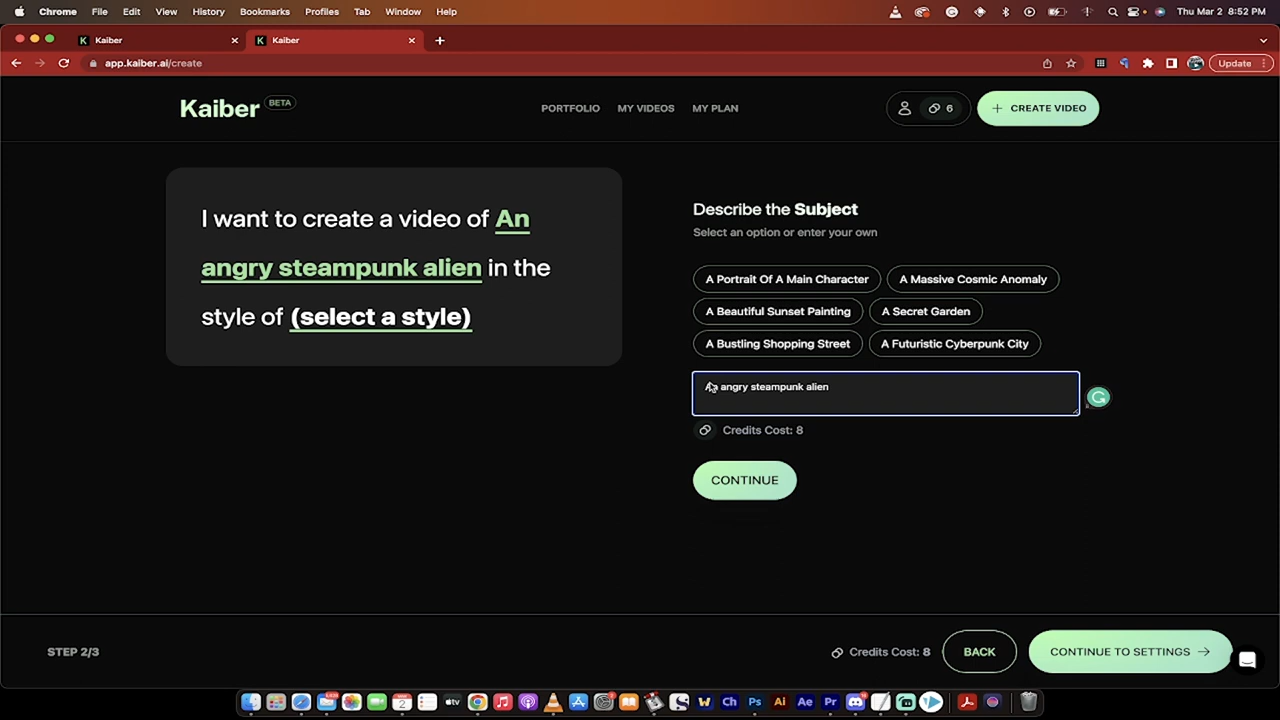 Chrome File Edit View History Bookmarks Profiles Tab Window Help Thu Mar 2 8:52 PM
Kaiber Kaiber
app.kaiber.ai/create Update
Kaiber BETA PORTFOLIO MY VIDEOS MY PLAN 6 + CREATE VIDEO
I want to create a video of An
angry steampunk alien in the
style of (select a style)
Describe the Subject
Select an option or enter your own
A Portrait Of A Main Character A Massive Cosmic Anomaly
A Beautiful Sunset Painting A Secret Garden
A Bustling Shopping Street A Futuristic Cyberpunk City
An angry steampunk alien
Credits Cost: 8
CONTINUE
STEP 2/3 Credits Cost: 8 BACK CONTINUE TO SETTINGS